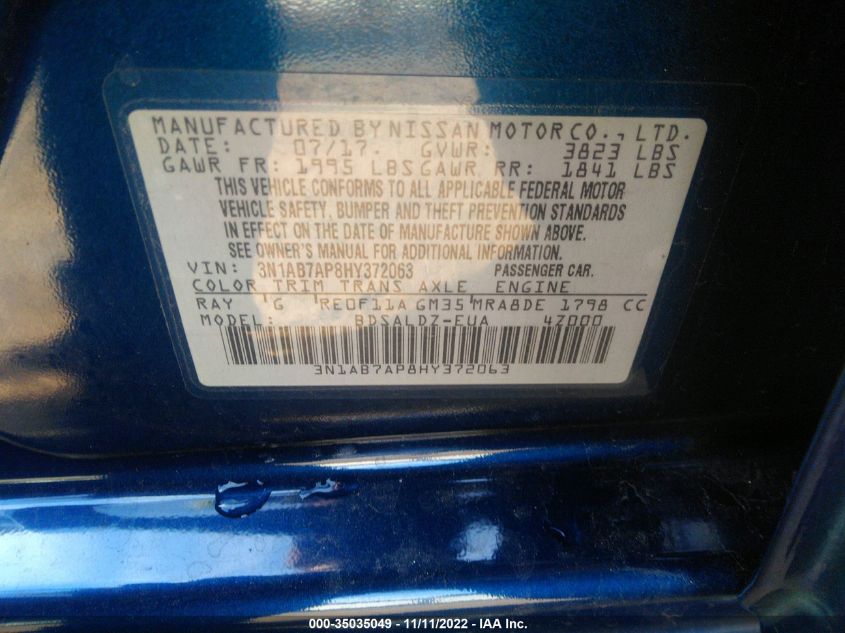 MANUFACTURED BY NISSAN MOTOR CO., LTD.
DATE: 07/17 GVWR: 3823 LBS
GAWR FR: 1995 LBS GAWR RR: 1841 LBS
THIS VEHICLE CONFORMS TO ALL APPLICABLE FEDERAL MOTOR
VEHICLE SAFETY, BUMPER AND THEFT PREVENTION STANDARDS
IN EFFECT ON THE DATE OF MANUFACTURE SHOWN ABOVE.
SEE OWNER'S MANUAL FOR ADDITIONAL INFORMATION.
VIN: 3N1AB7AP8HY372063 PASSENGER CAR.
COLOR TRIM TRANS AXLE ENGINE
RAY G RE0F11A GM35 MRA8DE 1798 CC
MODEL: BDSALDZ-EUA 4Z000
3N1AB7AP8HY372063
000-35035049 - 11/11/2022 - IAA Inc.